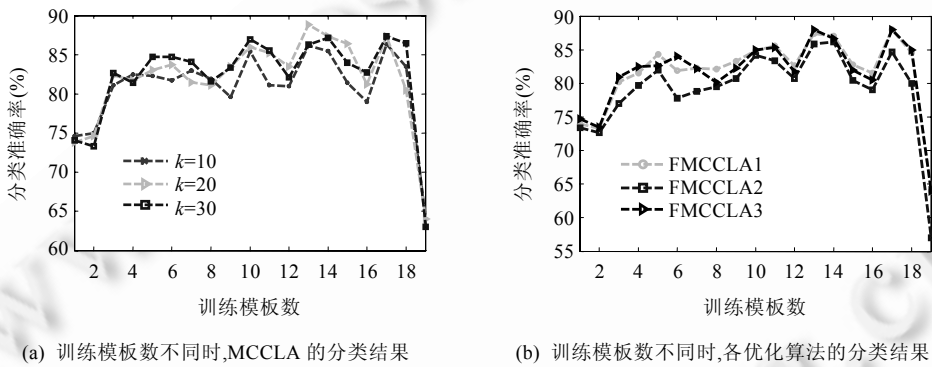 90
85
80
75
70
65
60
分类准确率(%)
k=10
k=20
k=30
2 4 6 8 10 12 14 16 18
训练模板数
(a) 训练模板数不同时,MCCLA 的分类结果
90
85
80
75
70
65
60
55
分类准确率(%)
FMCCLA1
FMCCLA2
FMCCLA3
2 4 6 8 10 12 14 16 18
训练模板数
(b) 训练模板数不同时,各优化算法的分类结果